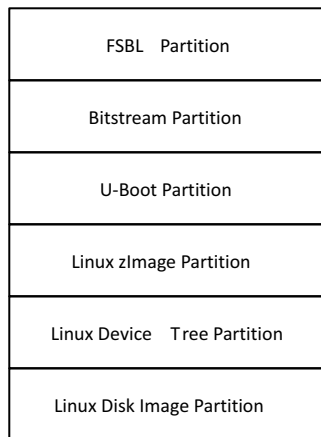 FSBL Partition
Bitstream Partition
U-Boot Partition
Linux zImage Partition
Linux Device Tree Partition
Linux Disk Image Partition